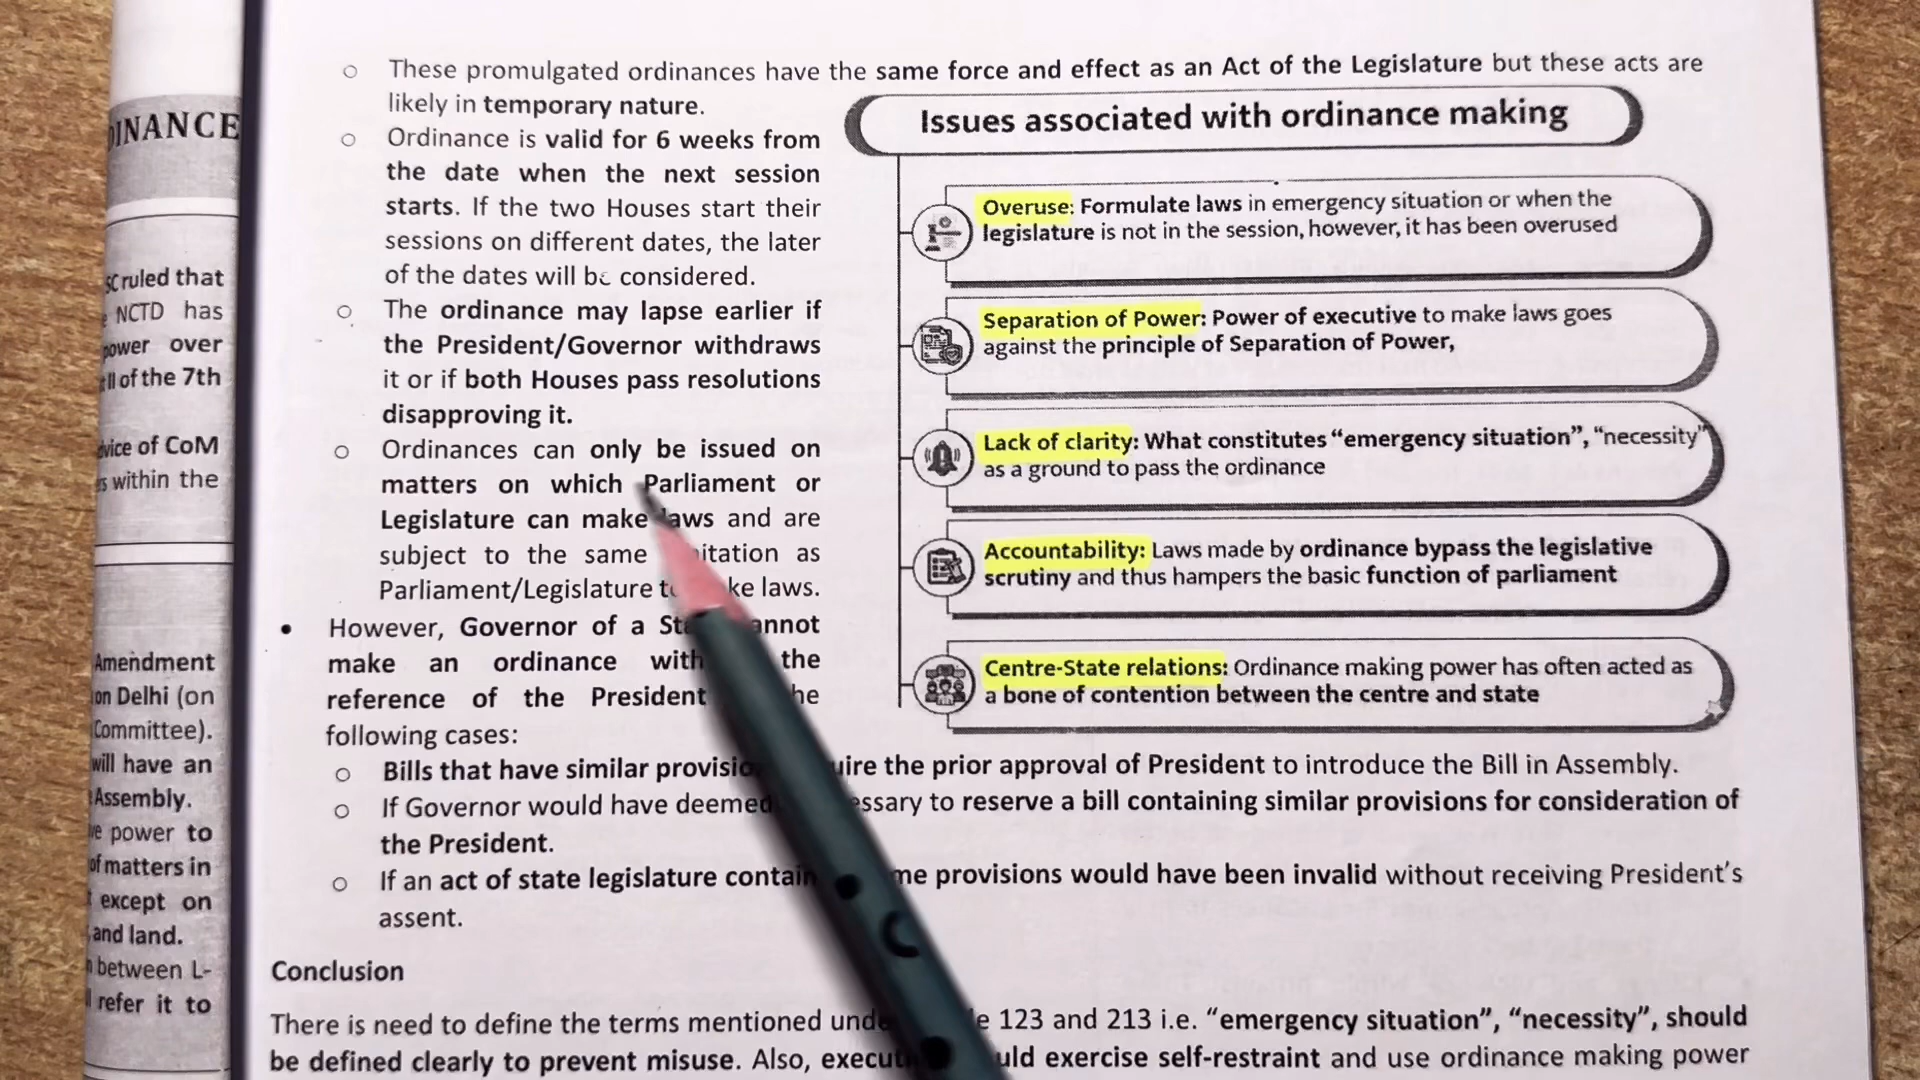 These promulgated ordinances have the same force and effect as an Act of the Legislature but these acts are
likely in temporary nature.
Ordinance is valid for 6 weeks from
the date when the next session
starts. If the two Houses start their
sessions on different dates, the later
of the dates will be considered.
The ordinance may lapse earlier if
the President/Governor withdraws
it or if both Houses pass resolutions
disapproving it.
Ordinances can only be issued on
matters on which Parliament or
Legislature can make laws and are
subject to the same as
Parliament/Legislature laws.
However, Governor of a
make an ordinance the
reference of the President
following cases:
Issues associated with ordinance making
Overuse: Formulate laws in emergency situation or when the
legislature is not in the session, however, it has been overused
Separation of Power: Power of executive to make laws goes
against the principle of Separation of Power,
Lack of clarity: What constitutes “emergency situation”, “necessity”
as a ground to pass the ordinance
Accountability: Laws made by ordinance bypass the legislative
scrutiny and thus hampers the basic function of parliament
Centre-State relations: Ordinance making power has often acted as
a bone of contention between the centre and state
Bills that have similar the prior approval of President to introduce the Bill in Assembly.
If Governor would have deemed to reserve a bill containing similar provisions for consideration of
the President.
If an act of state legislature provisions would have been invalid without receiving President’s
assent.
Conclusion
There is need to define the terms mentioned 123 and 213 i.e. “emergency situation”, “necessity”, should
be defined clearly to prevent misuse. Also, exercise self-restraint and use ordinance making power
ruled that
NCTD has
power over
of the 7th
of CoM
within the
Amendment
on Delhi (on
Committee).
will have an
Assembly.
power to
of matters in
except on
and land.
between L-
refer it to